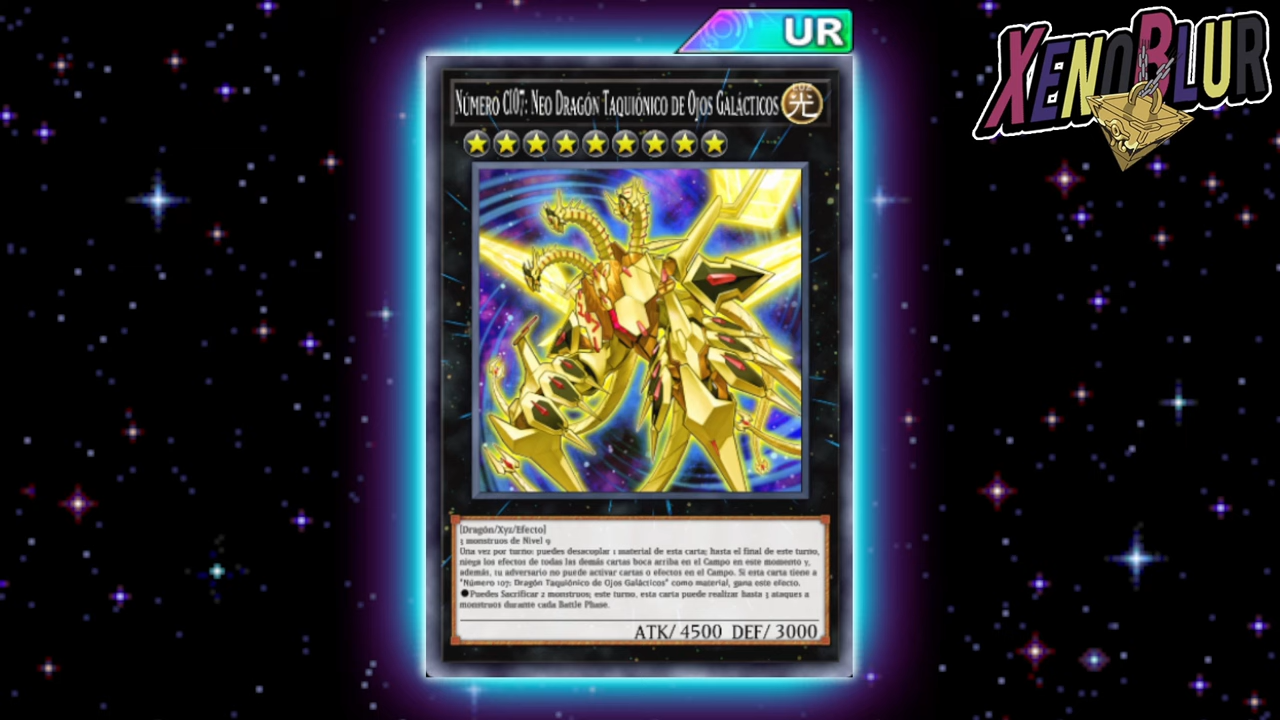 UR
XENOBLUR
Número C107: Neo Dragón Taquiónico de Ojos Galácticos
LUZ
光
[Dragón/Xyz/Efecto]
3 monstruos de Nivel 9
Una vez por turno: puedes desacoplar 1 material de esta carta; hasta el final de este turno,
niega los efectos de todas las demás cartas boca arriba en el Campo en este momento y,
además, tu adversario no puede activar cartas o efectos en el Campo. Si esta carta tiene a
"Número 107: Dragón Taquiónico de Ojos Galácticos" como material, gana este efecto.
●Puedes Sacrificar 2 monstruos; este turno, esta carta puede realizar hasta 3 ataques a
monstruos durante cada Battle Phase.
ATK/ 4500 DEF/ 3000